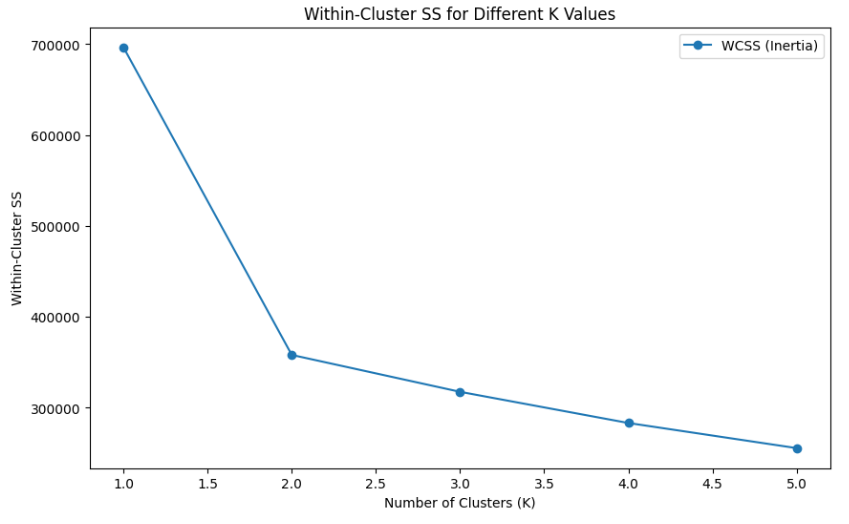 Within-Cluster SS for Different K Values
WCSS (Inertia)
700000
600000
500000
400000
300000
Within-Cluster SS
1.0 1.5 2.0 2.5 3.0 3.5 4.0 4.5 5.0
Number of Clusters (K)